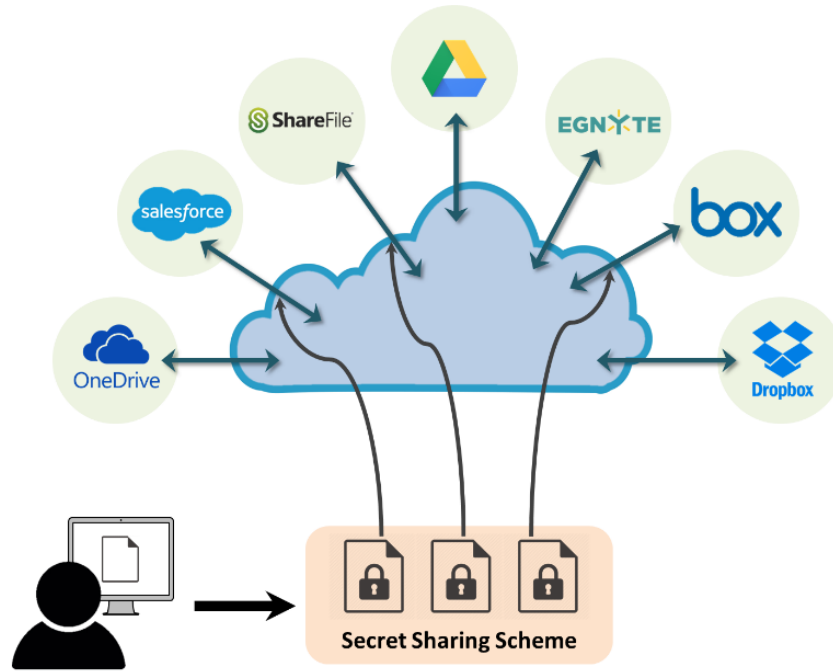 ShareFile
EGNYTE
salesforce
box
OneDrive
Dropbox
Secret Sharing Scheme